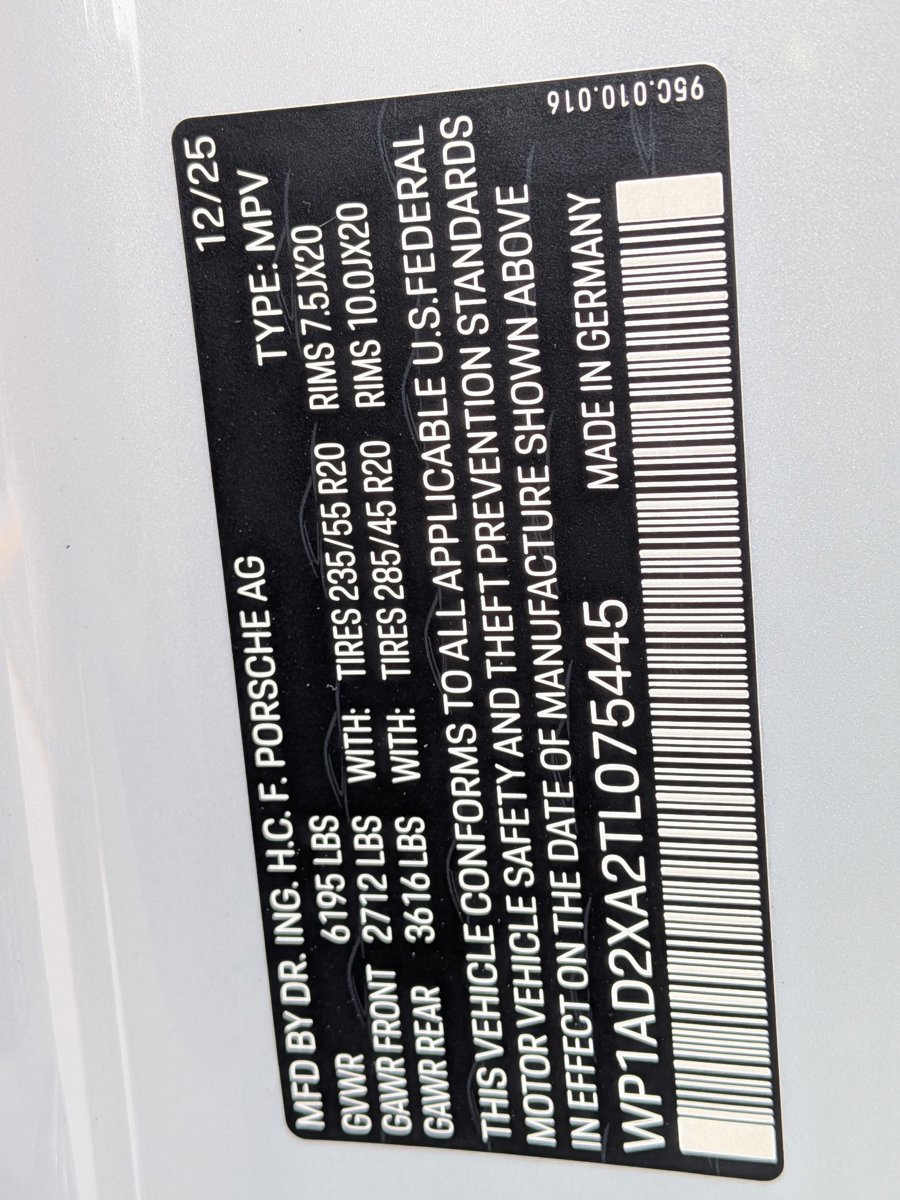 MFD BY DR. ING. H.C. F. PORSCHE AG 12/25
TYPE: MPV
GVWR 6195 LBS
GAWR FRONT 2712 LBS WITH: TIRES 235/55 R20 RIMS 7.5JX20
GAWR REAR 3616 LBS WITH: TIRES 285/45 R20 RIMS 10.0JX20
THIS VEHICLE CONFORMS TO ALL APPLICABLE U.S.FEDERAL
MOTOR VEHICLE SAFETY AND THEFT PREVENTION STANDARDS
IN EFFECT ON THE DATE OF MANUFACTURE SHOWN ABOVE
WP1AD2XA2TL075445 MADE IN GERMANY
95C.010.016